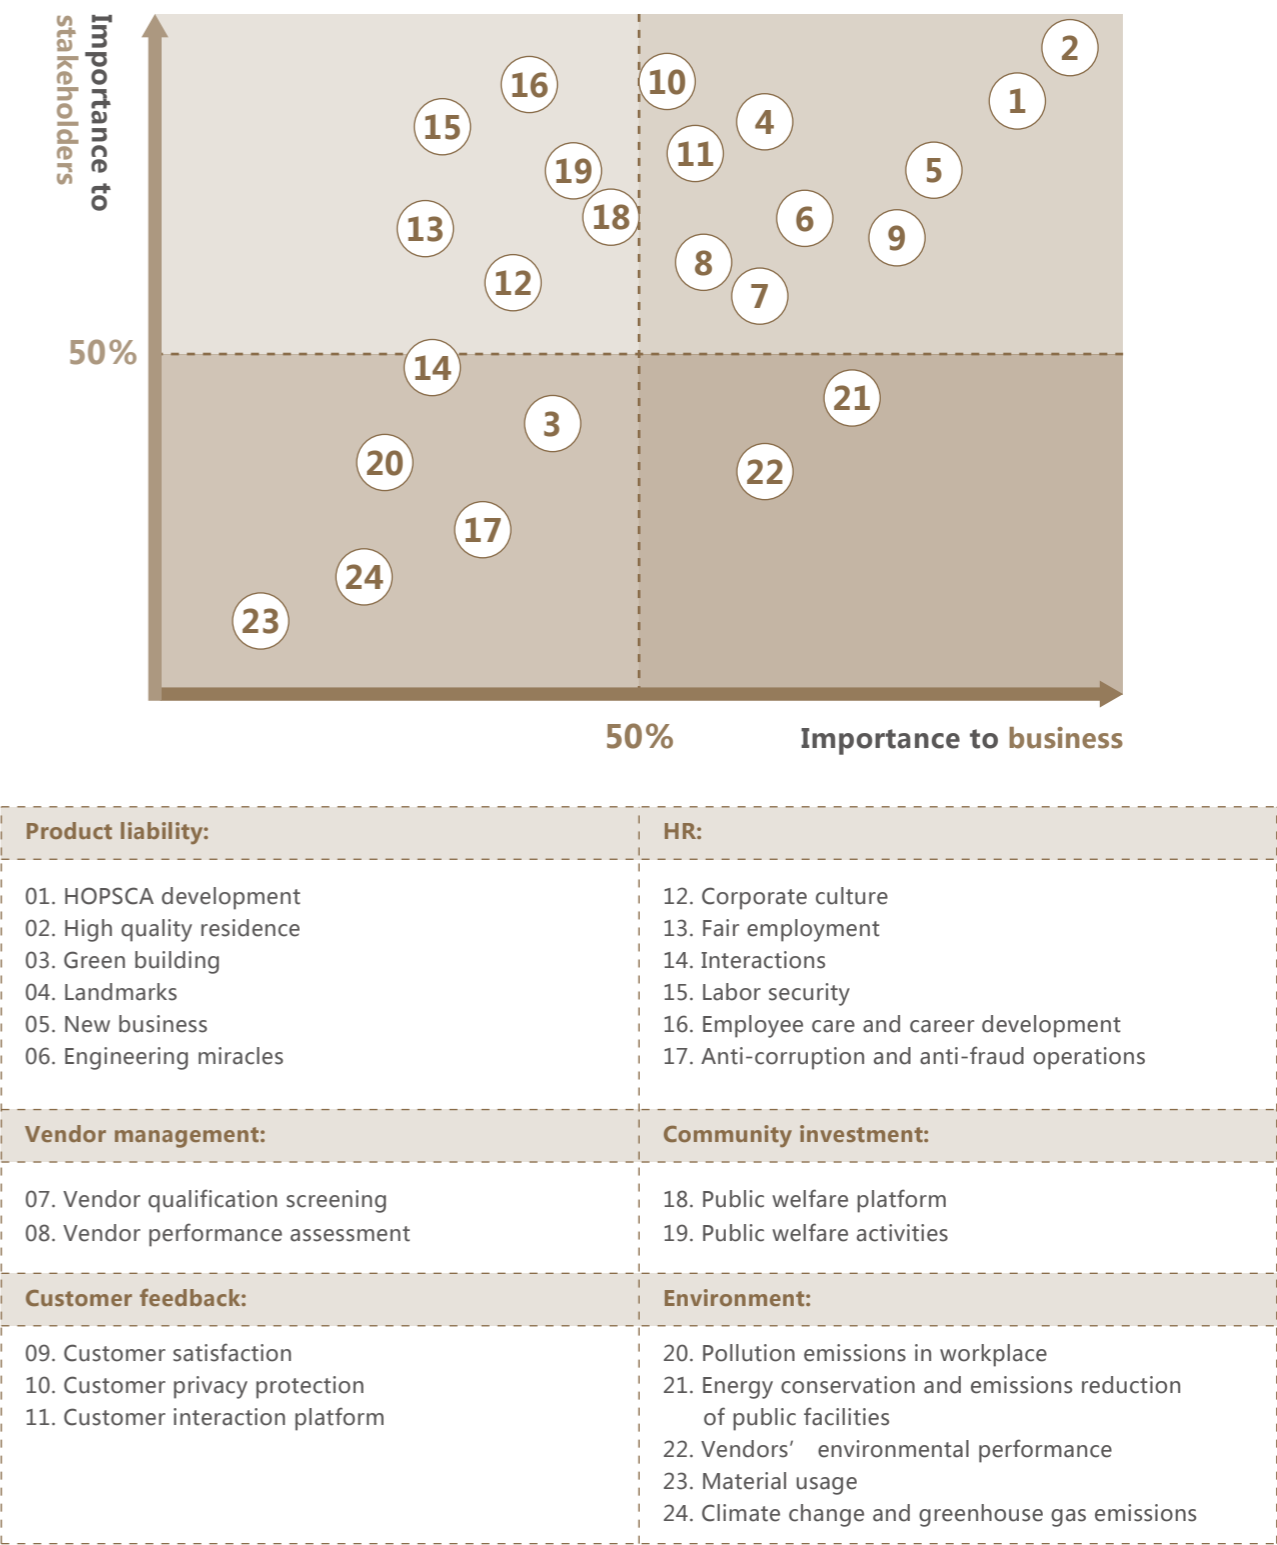 Importance to
stakeholders
2
16
10
1
4
15
11
19
5
18
6
13
9
8
12
7
50%
14
21
3
20
22
17
24
23
50%
Importance to business
Product liability:
01. HOPSCA development
02. High quality residence
03. Green building
04. Landmarks
05. New business
06. Engineering miracles
HR:
12. Corporate culture
13. Fair employment
14. Interactions
15. Labor security
16. Employee care and career development
17. Anti-corruption and anti-fraud operations
Vendor management:
07. Vendor qualification screening
08. Vendor performance assessment
Community investment:
18. Public welfare platform
19. Public welfare activities
Customer feedback:
09. Customer satisfaction
10. Customer privacy protection
11. Customer interaction platform
Environment:
20. Pollution emissions in workplace
21. Energy conservation and emissions reduction
of public facilities
22. Vendors’ environmental performance
23. Material usage
24. Climate change and greenhouse gas emissions